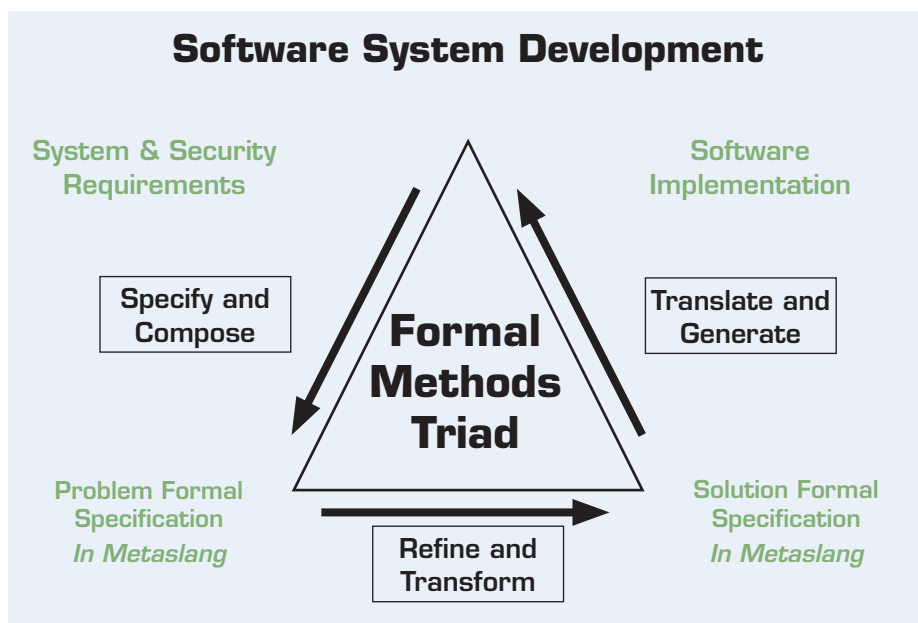 Software System Development
System & Security
Requirements
Software
Implementation
Specify and
Compose
Translate and
Generate
Formal
Methods
Triad
Problem Formal
Specification
In Metaslang
Solution Formal
Specification
In Metaslang
Refine and
Transform